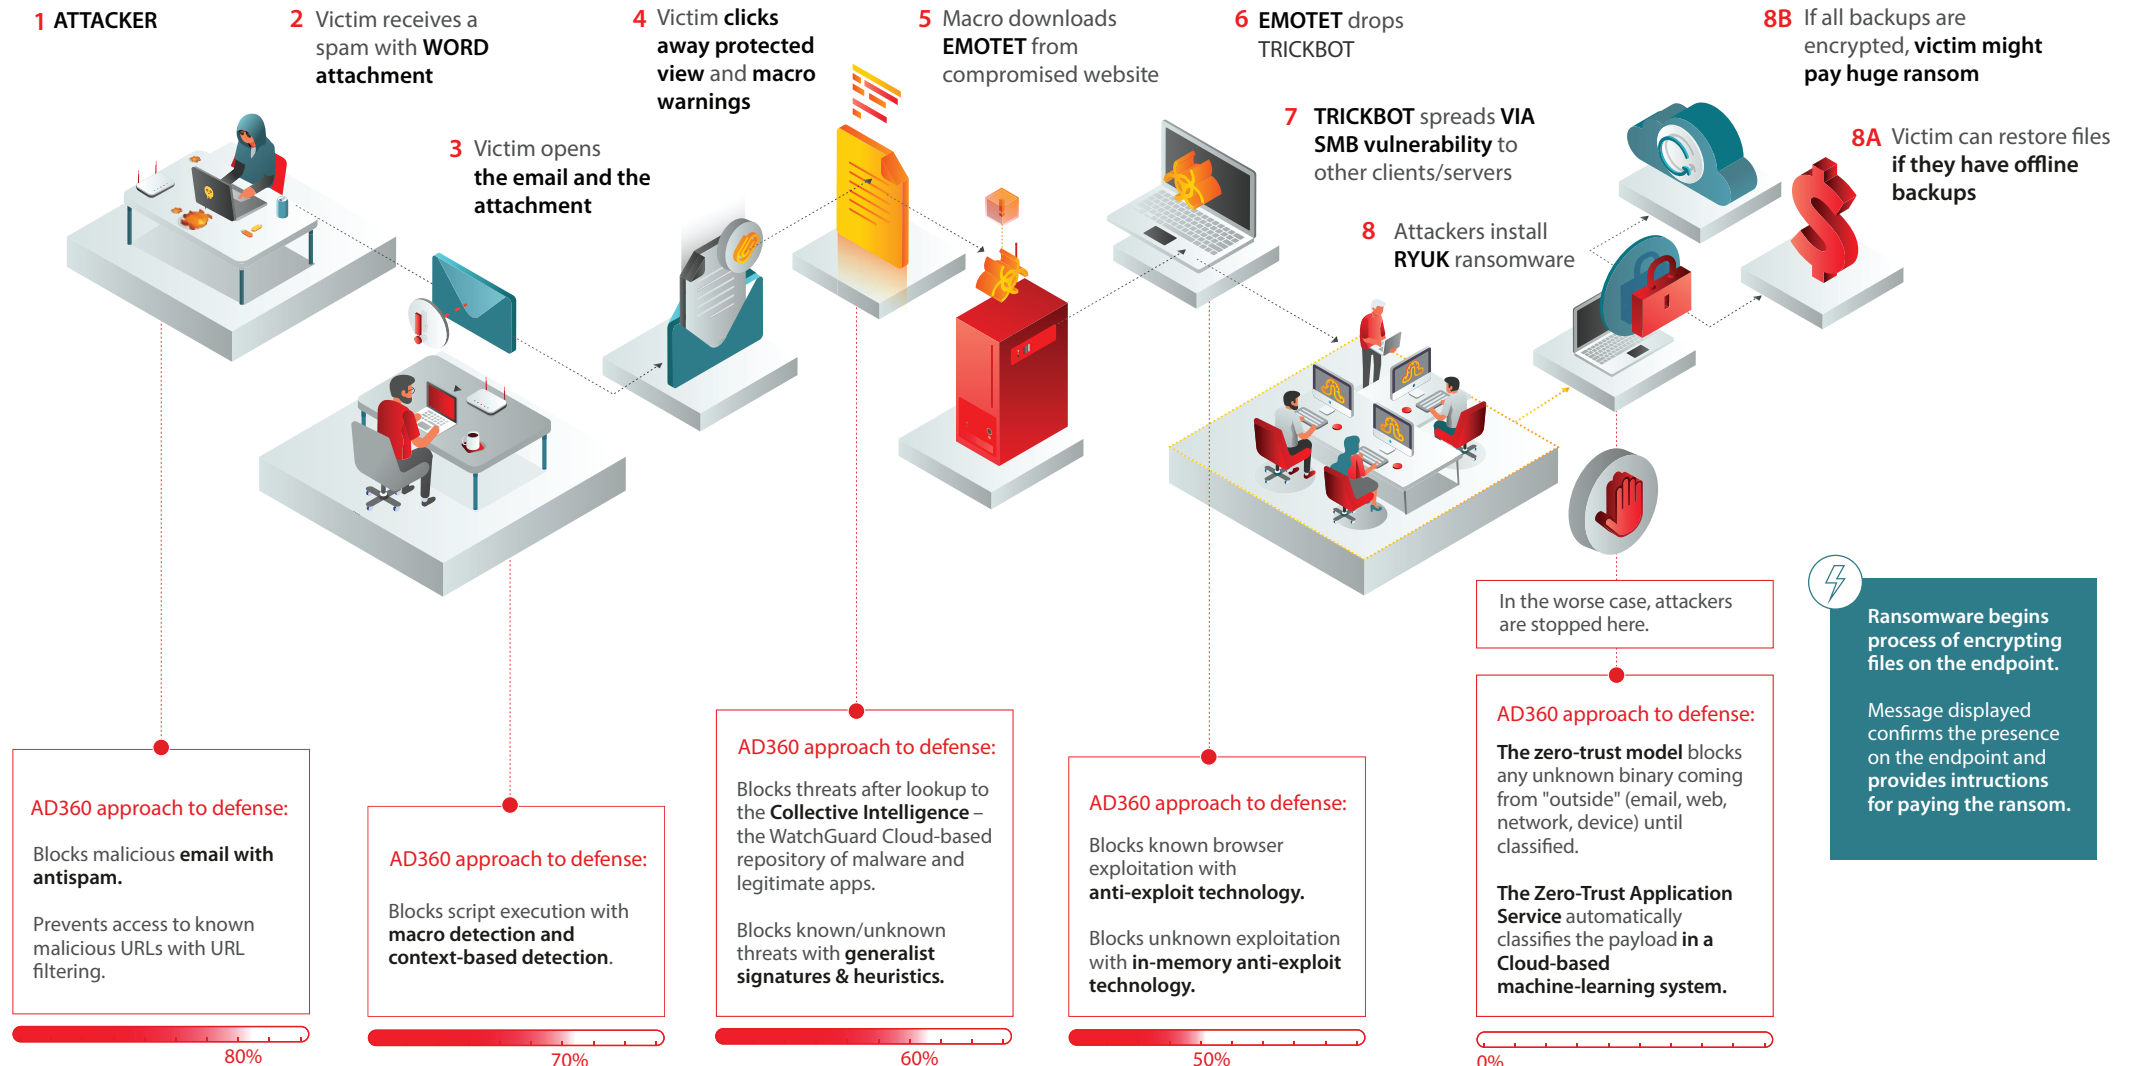 1 ATTACKER
2 Victim receives a
spam with WORD
attachment
3 Victim opens
the email and the
attachment
4 Victim clicks
away protected
view and macro
warnings
5 Macro downloads
EMOTET from
compromised website
6 EMOTET drops
TRICKBOT
7 TRICKBOT spreads VIA
SMB vulnerability to
other clients/servers
8 Attackers install
RYUK ransomware
8B If all backups are
encrypted, victim might
pay huge ransom
8A Victim can restore files
if they have offline
backups
AD360 approach to defense:
Blocks malicious email with
antispam.
Prevents access to known
malicious URLs with URL
filtering.
80%
AD360 approach to defense:
Blocks script execution with
macro detection and
context-based detection.
70%
AD360 approach to defense:
Blocks threats after lookup to
the Collective Intelligence –
the WatchGuard Cloud-based
repository of malware and
legitimate apps.
Blocks known/unknown
threats with generalist
signatures & heuristics.
60%
AD360 approach to defense:
Blocks known browser
exploitation with
anti-exploit technology.
Blocks unknown exploitation
with in-memory anti-exploit
technology.
50%
In the worse case, attackers
are stopped here.
AD360 approach to defense:
The zero-trust model blocks
any unknown binary coming
from "outside" (email, web,
network, device) until
classified.
The Zero-Trust Application
Service automatically
classifies the payload in a
Cloud-based
machine-learning system.
0%
Ransomware begins
process of encrypting
files on the endpoint.
Message displayed
confirms the presence
on the endpoint and
provides intructions
for paying the ransom.